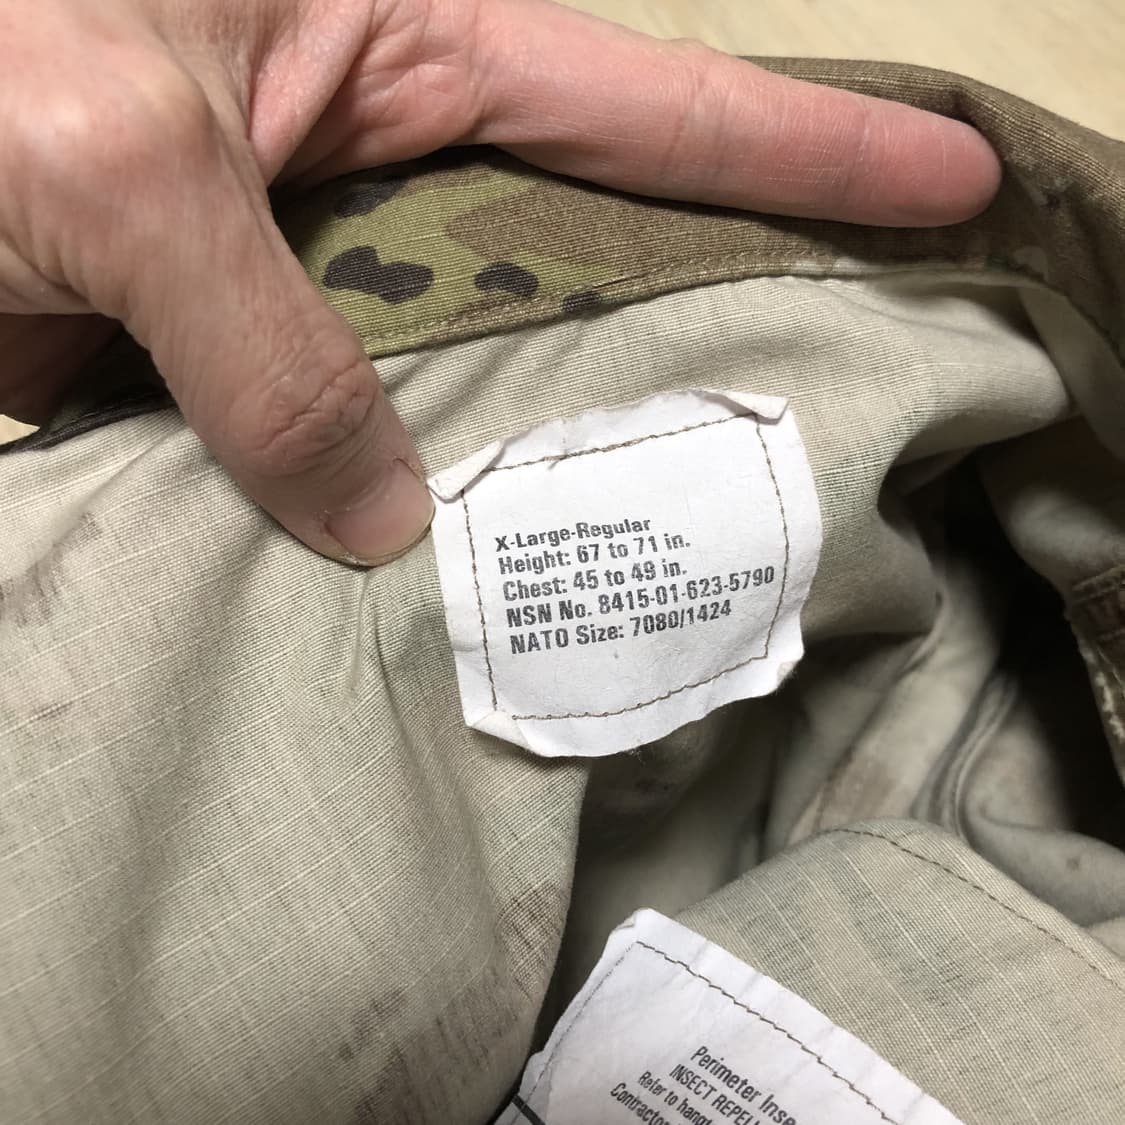 X-Large-Regular
Height: 67 to 71 in.
Chest: 45 to 49 in.
NSN No. 8415-01-623-5790
NATO Size: 7080/1424
Perimeter Inse
INSECT REPELL
Refer to hangt
Contractor